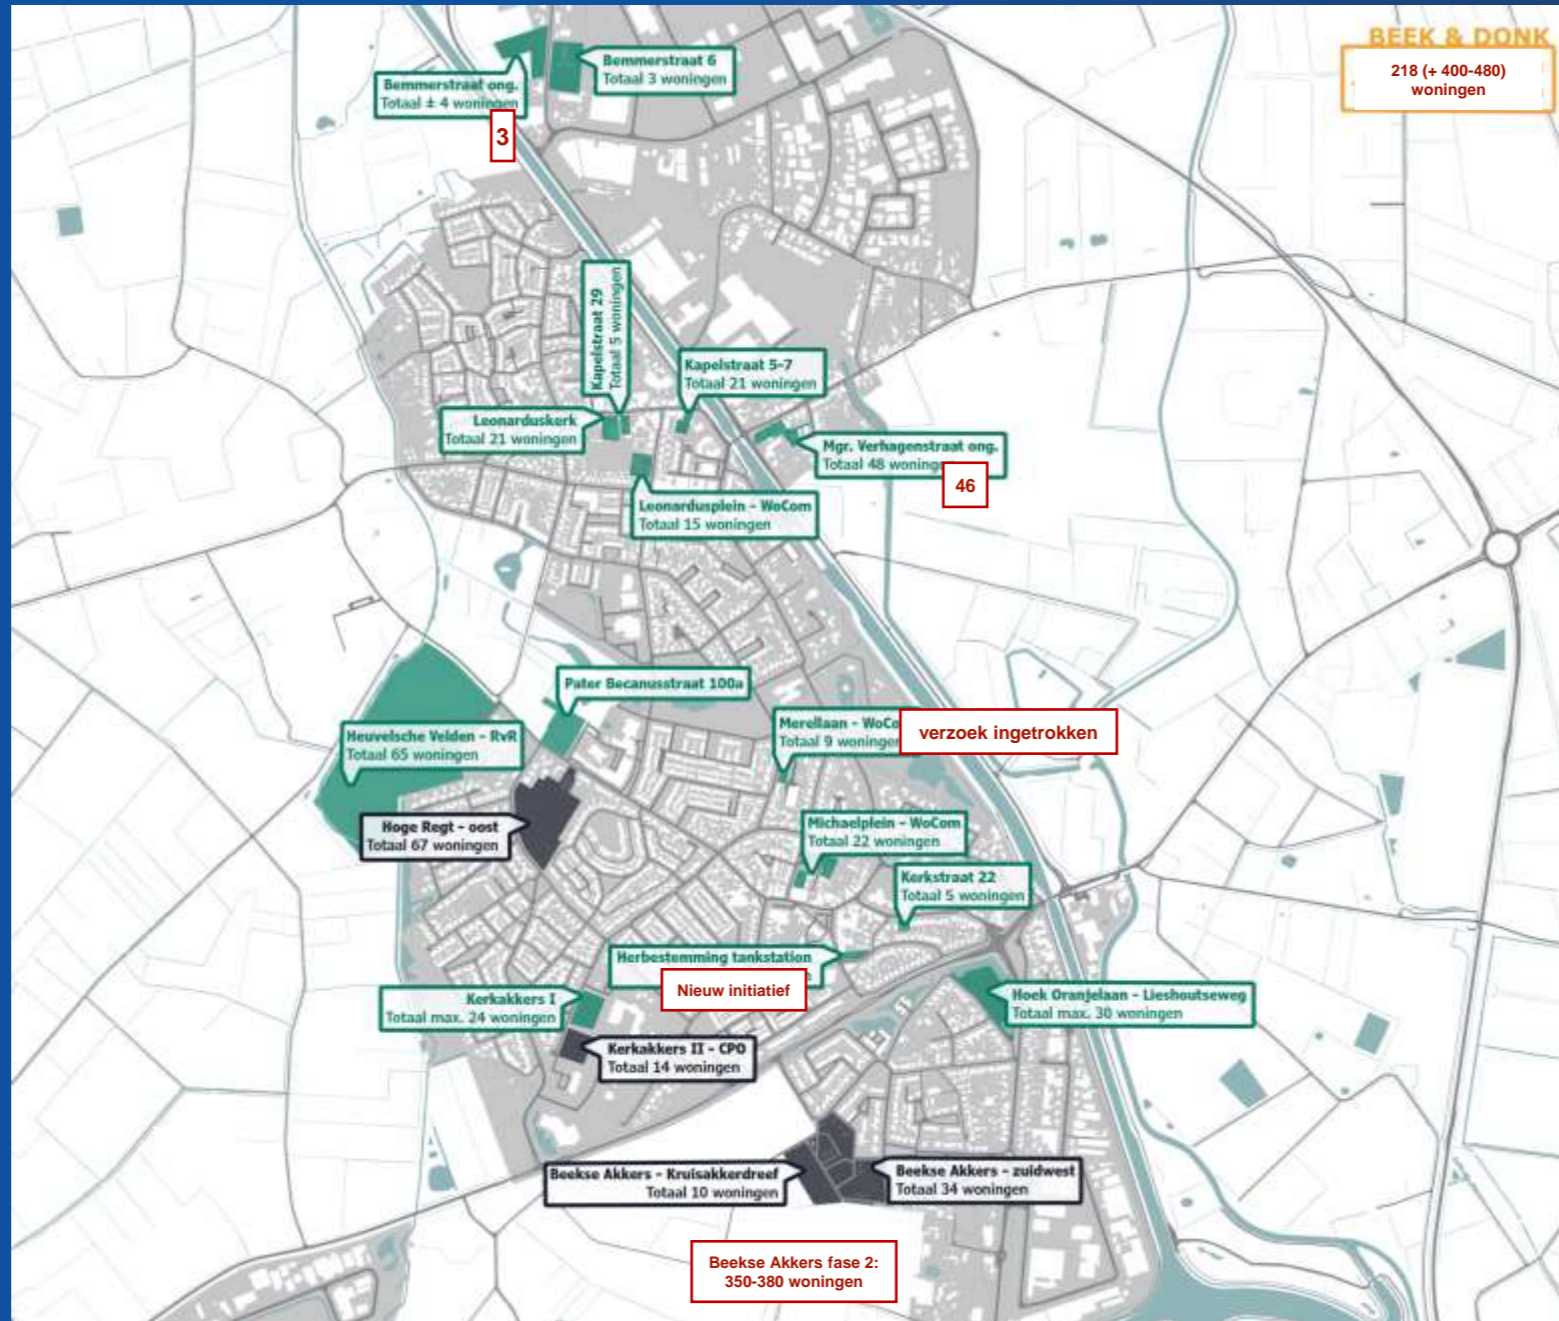 BEEK & DONK
218 (+ 400-480)
woningen
Bemmerstraat 6
Totaal 3 woningen
Bemmerstraat ong.
Totaal ± 4 woningen
3
Kapelstraat 29
Totaal 5 woningen
Kapelstraat 5-7
Totaal 21 woningen
Leonarduskerk
Totaal 21 woningen
Mgr. Verhagenstraat ong.
Totaal 48 woningen
46
Leonardusplein - WoCom
Totaal 15 woningen
Pater Becanusstraat 100a
Merellaan - WoCo
Totaal 9 woningen
verzoek ingetrokken
Heuvelsche Velden - RvR
Totaal 65 woningen
Hoge Regt - oost
Totaal 67 woningen
Michaelplein - WoCom
Totaal 22 woningen
Kerkstraat 22
Totaal 5 woningen
Herbestemming tankstation
Nieuw initiatief
Kerkakkers I
Totaal max. 24 woningen
Hoek Oranjelaan - Lieshoutseweg
Totaal max. 30 woningen
Kerkakkers II - CPO
Totaal 14 woningen
Beekse Akkers - Kruisakkerdreef
Totaal 10 woningen
Beekse Akkers - zuidwest
Totaal 34 woningen
Beekse Akkers fase 2:
350-380 woningen